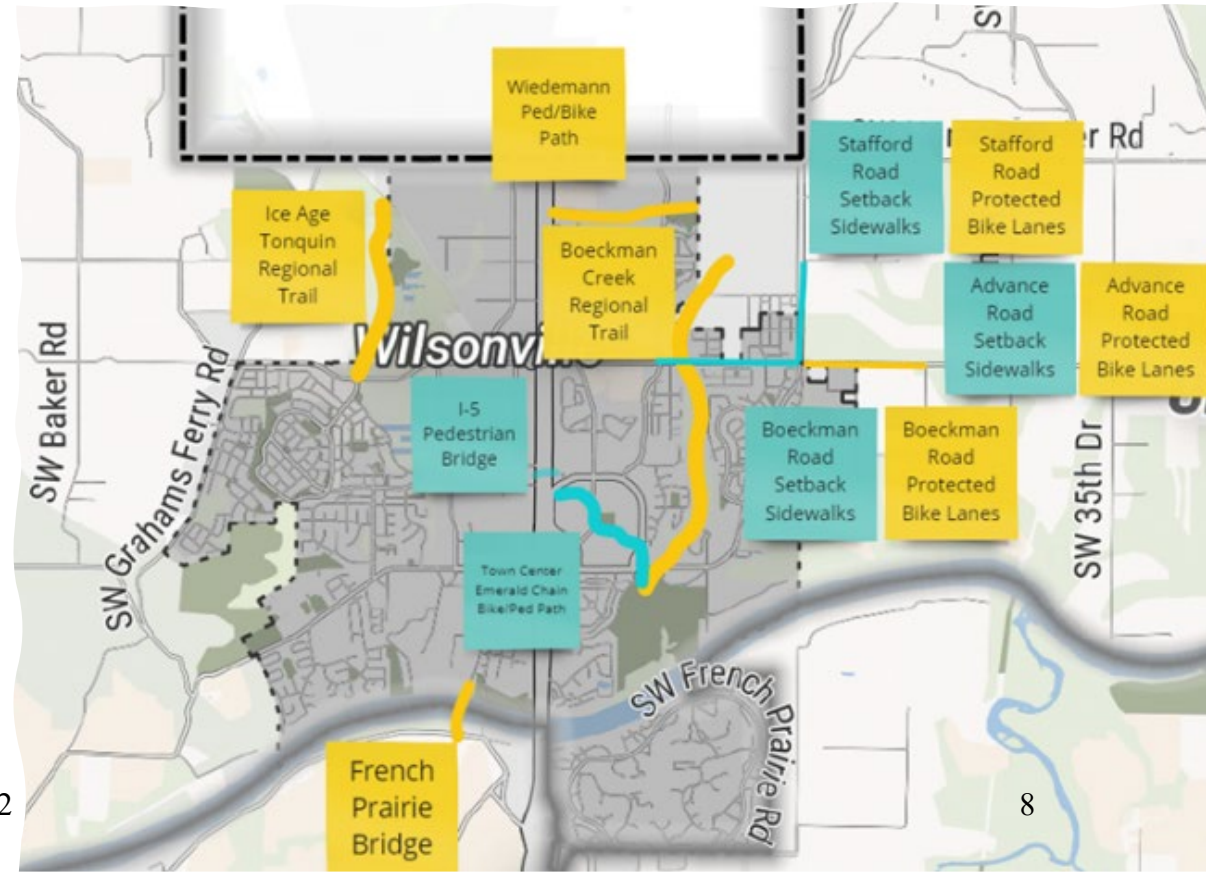 Wiedemann
Ped/Bike
Path
Stafford
Road
Setback
Sidewalks
Stafford
Road
Protected
Bike Lanes
er Rd
Ice Age
Tonquin
Regional
Trail
Boeckman
Creek
Regional
Trail
Advance
Road
Setback
Sidewalks
Advance
Road
Protected
Bike Lanes
Wilsonvi
SW Baker Rd
SW Grahams Ferry Rd
I-5
Pedestrian
Bridge
Boeckman
Road
Setback
Sidewalks
Boeckman
Road
Protected
Bike Lanes
SW 35th Dr
Town Center
Emerald Chain
Bike/Ped Path
SW French Prairie Rd
French
Prairie
Bridge
2
8